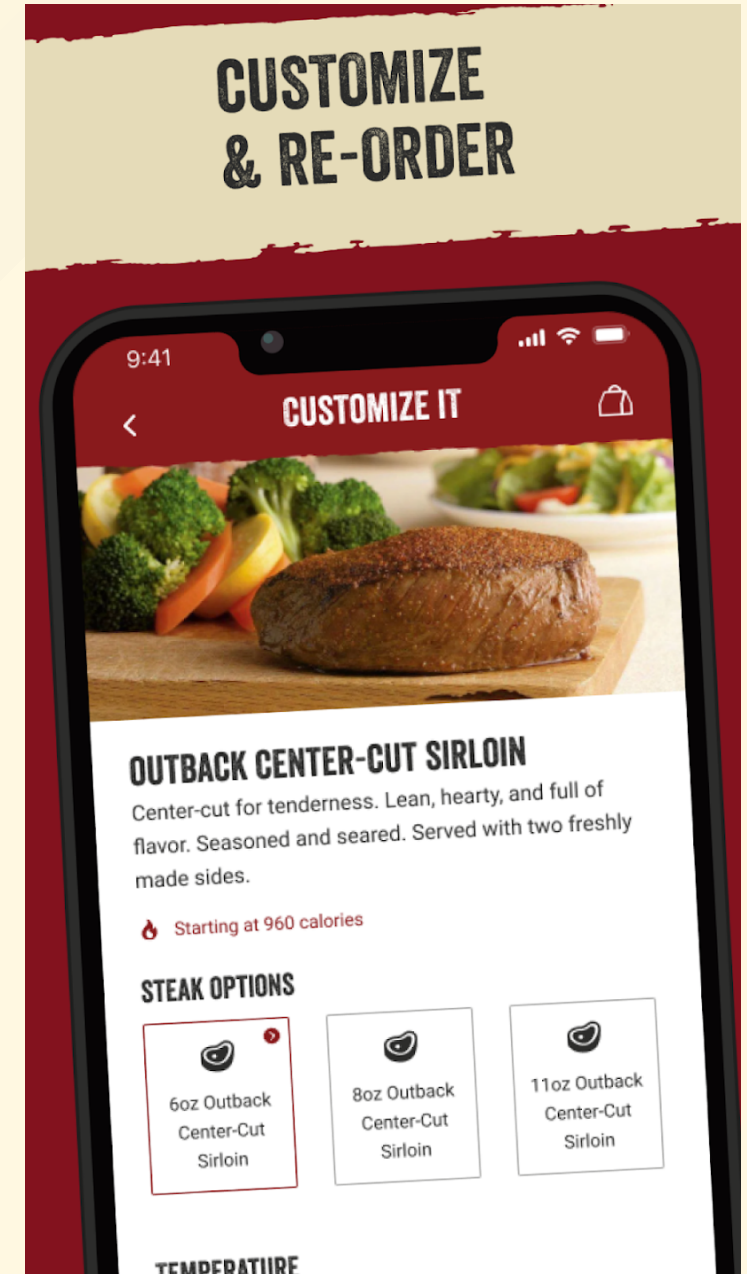 CUSTOMIZE
& RE-ORDER
9:41
CUSTOMIZE IT
OUTBACK CENTER-CUT SIRLOIN
Center-cut for tenderness. Lean, hearty, and full of
flavor. Seasoned and seared. Served with two freshly
made sides.
Starting at 960 calories
STEAK OPTIONS
6oz Outback
Center-Cut
Sirloin
8oz Outback
Center-Cut
Sirloin
11oz Outback
Center-Cut
Sirloin
TEMPERATURE